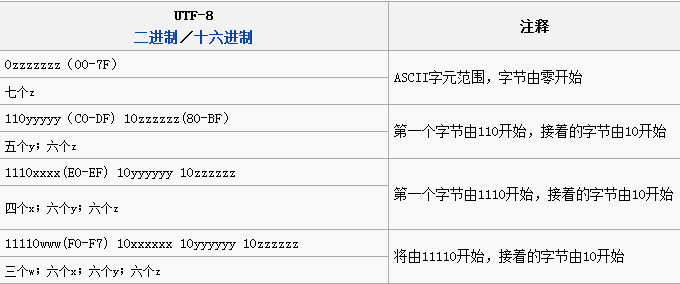 UTF-8
二进制／十六进制
注释
0zzzzzzz（00-7F）
ASCII字元范围，字节由零开始
七个z
110yyyyy（C0-DF) 10zzzzzz(80-BF）
第一个字节由110开始，接着的字节由10开始
五个y；六个z
1110xxxx(E0-EF) 10yyyyyy 10zzzzzz
第一个字节由1110开始，接着的字节由10开始
四个x；六个y；六个z
11110www(F0-F7) 10xxxxxx 10yyyyyy 10zzzzzz
将由11110开始，接着的字节由10开始
三个w；六个x；六个y；六个z